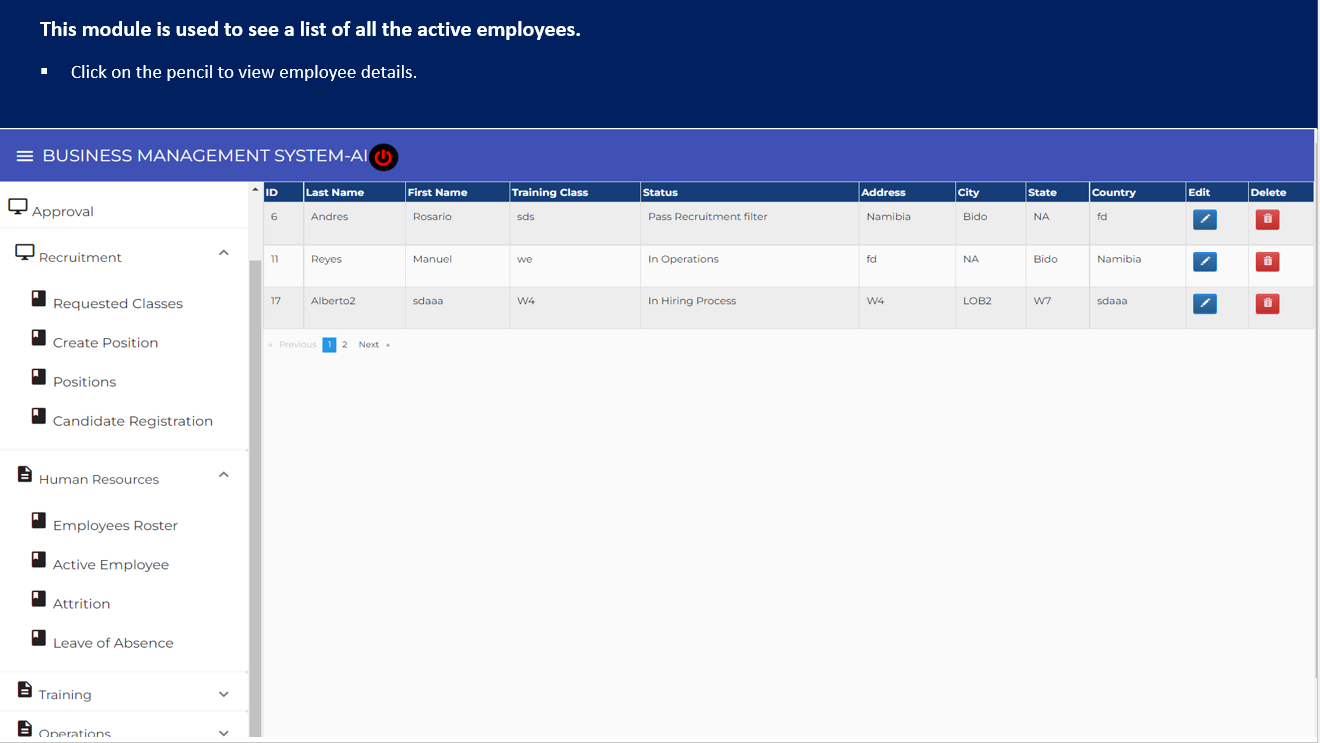 This module is used to see a list of all the active employees.
▪ Click on the pencil to view employee details.
BUSINESS MANAGEMENT SYSTEM-AI
Approval
Recruitment
Requested Classes
Create Position
Positions
Candidate Registration
Human Resources
Employees Roster
Active Employee
Attrition
Leave of Absence
Training
Operations
ID Last Name First Name Training Class Status Address City State Country Edit Delete
6 Andres Rosario sds Pass Recruitment filter Namibia Bido NA fd
11 Reyes Manuel we In Operations fd NA Bido Namibia
17 Alberto2 sdaaa W4 In Hiring Process W4 LOB2 W7 sdaaa
« Previous 1 2 Next »